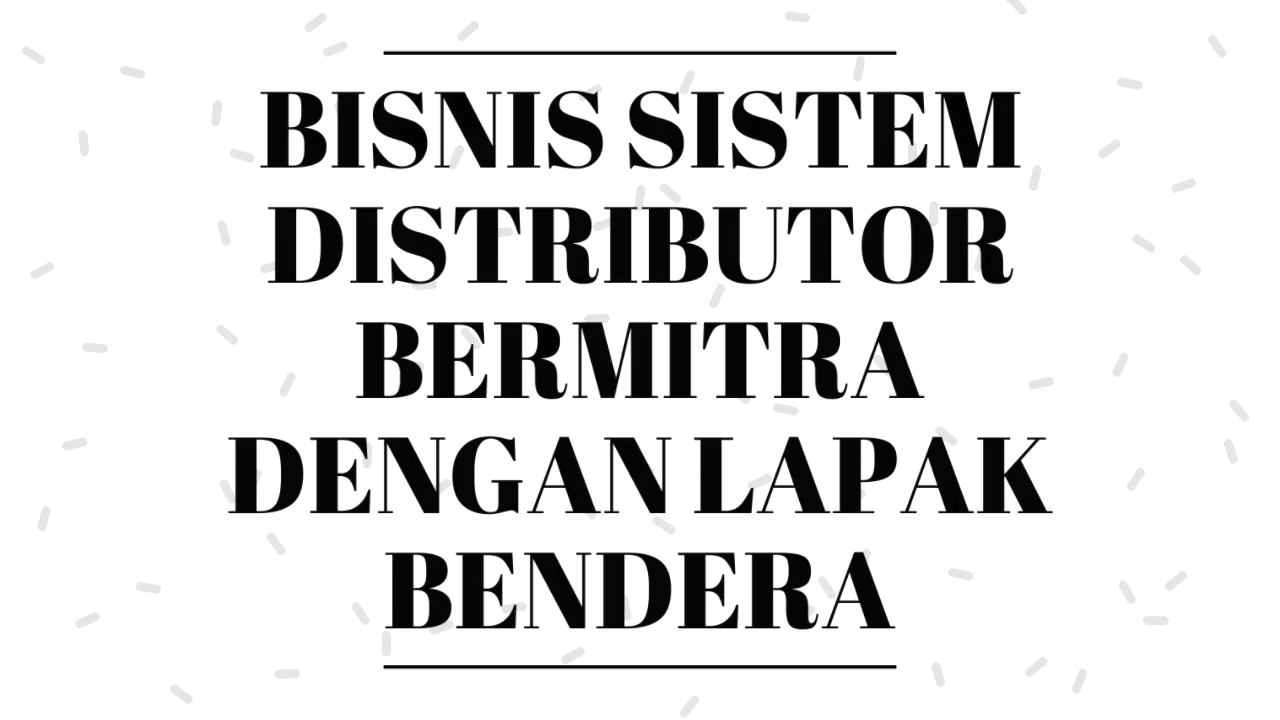 BISNIS SISTEM
DISTRIBUTOR
BERMITRA
DENGAN LAPAK
BENDERA